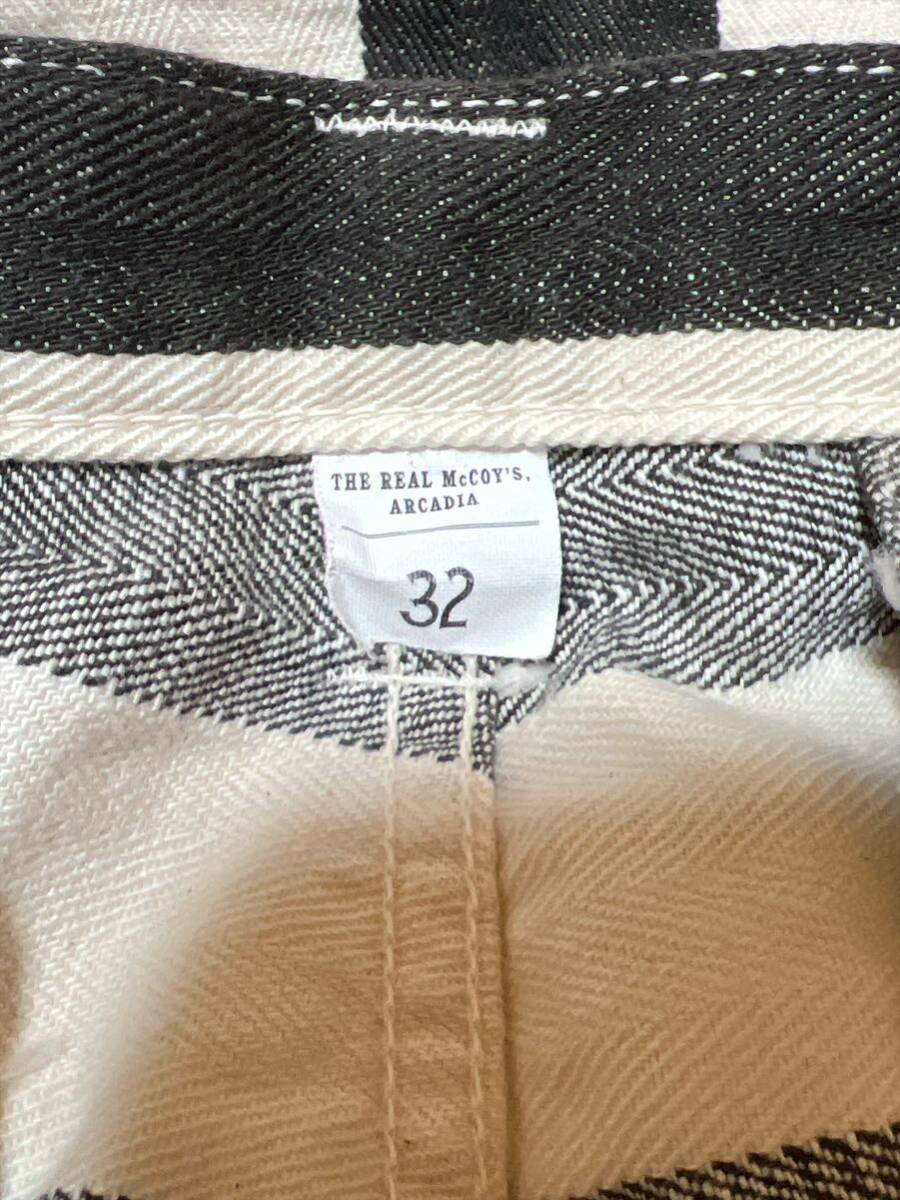 THE REAL McCOY'S,
ARCADIA
32